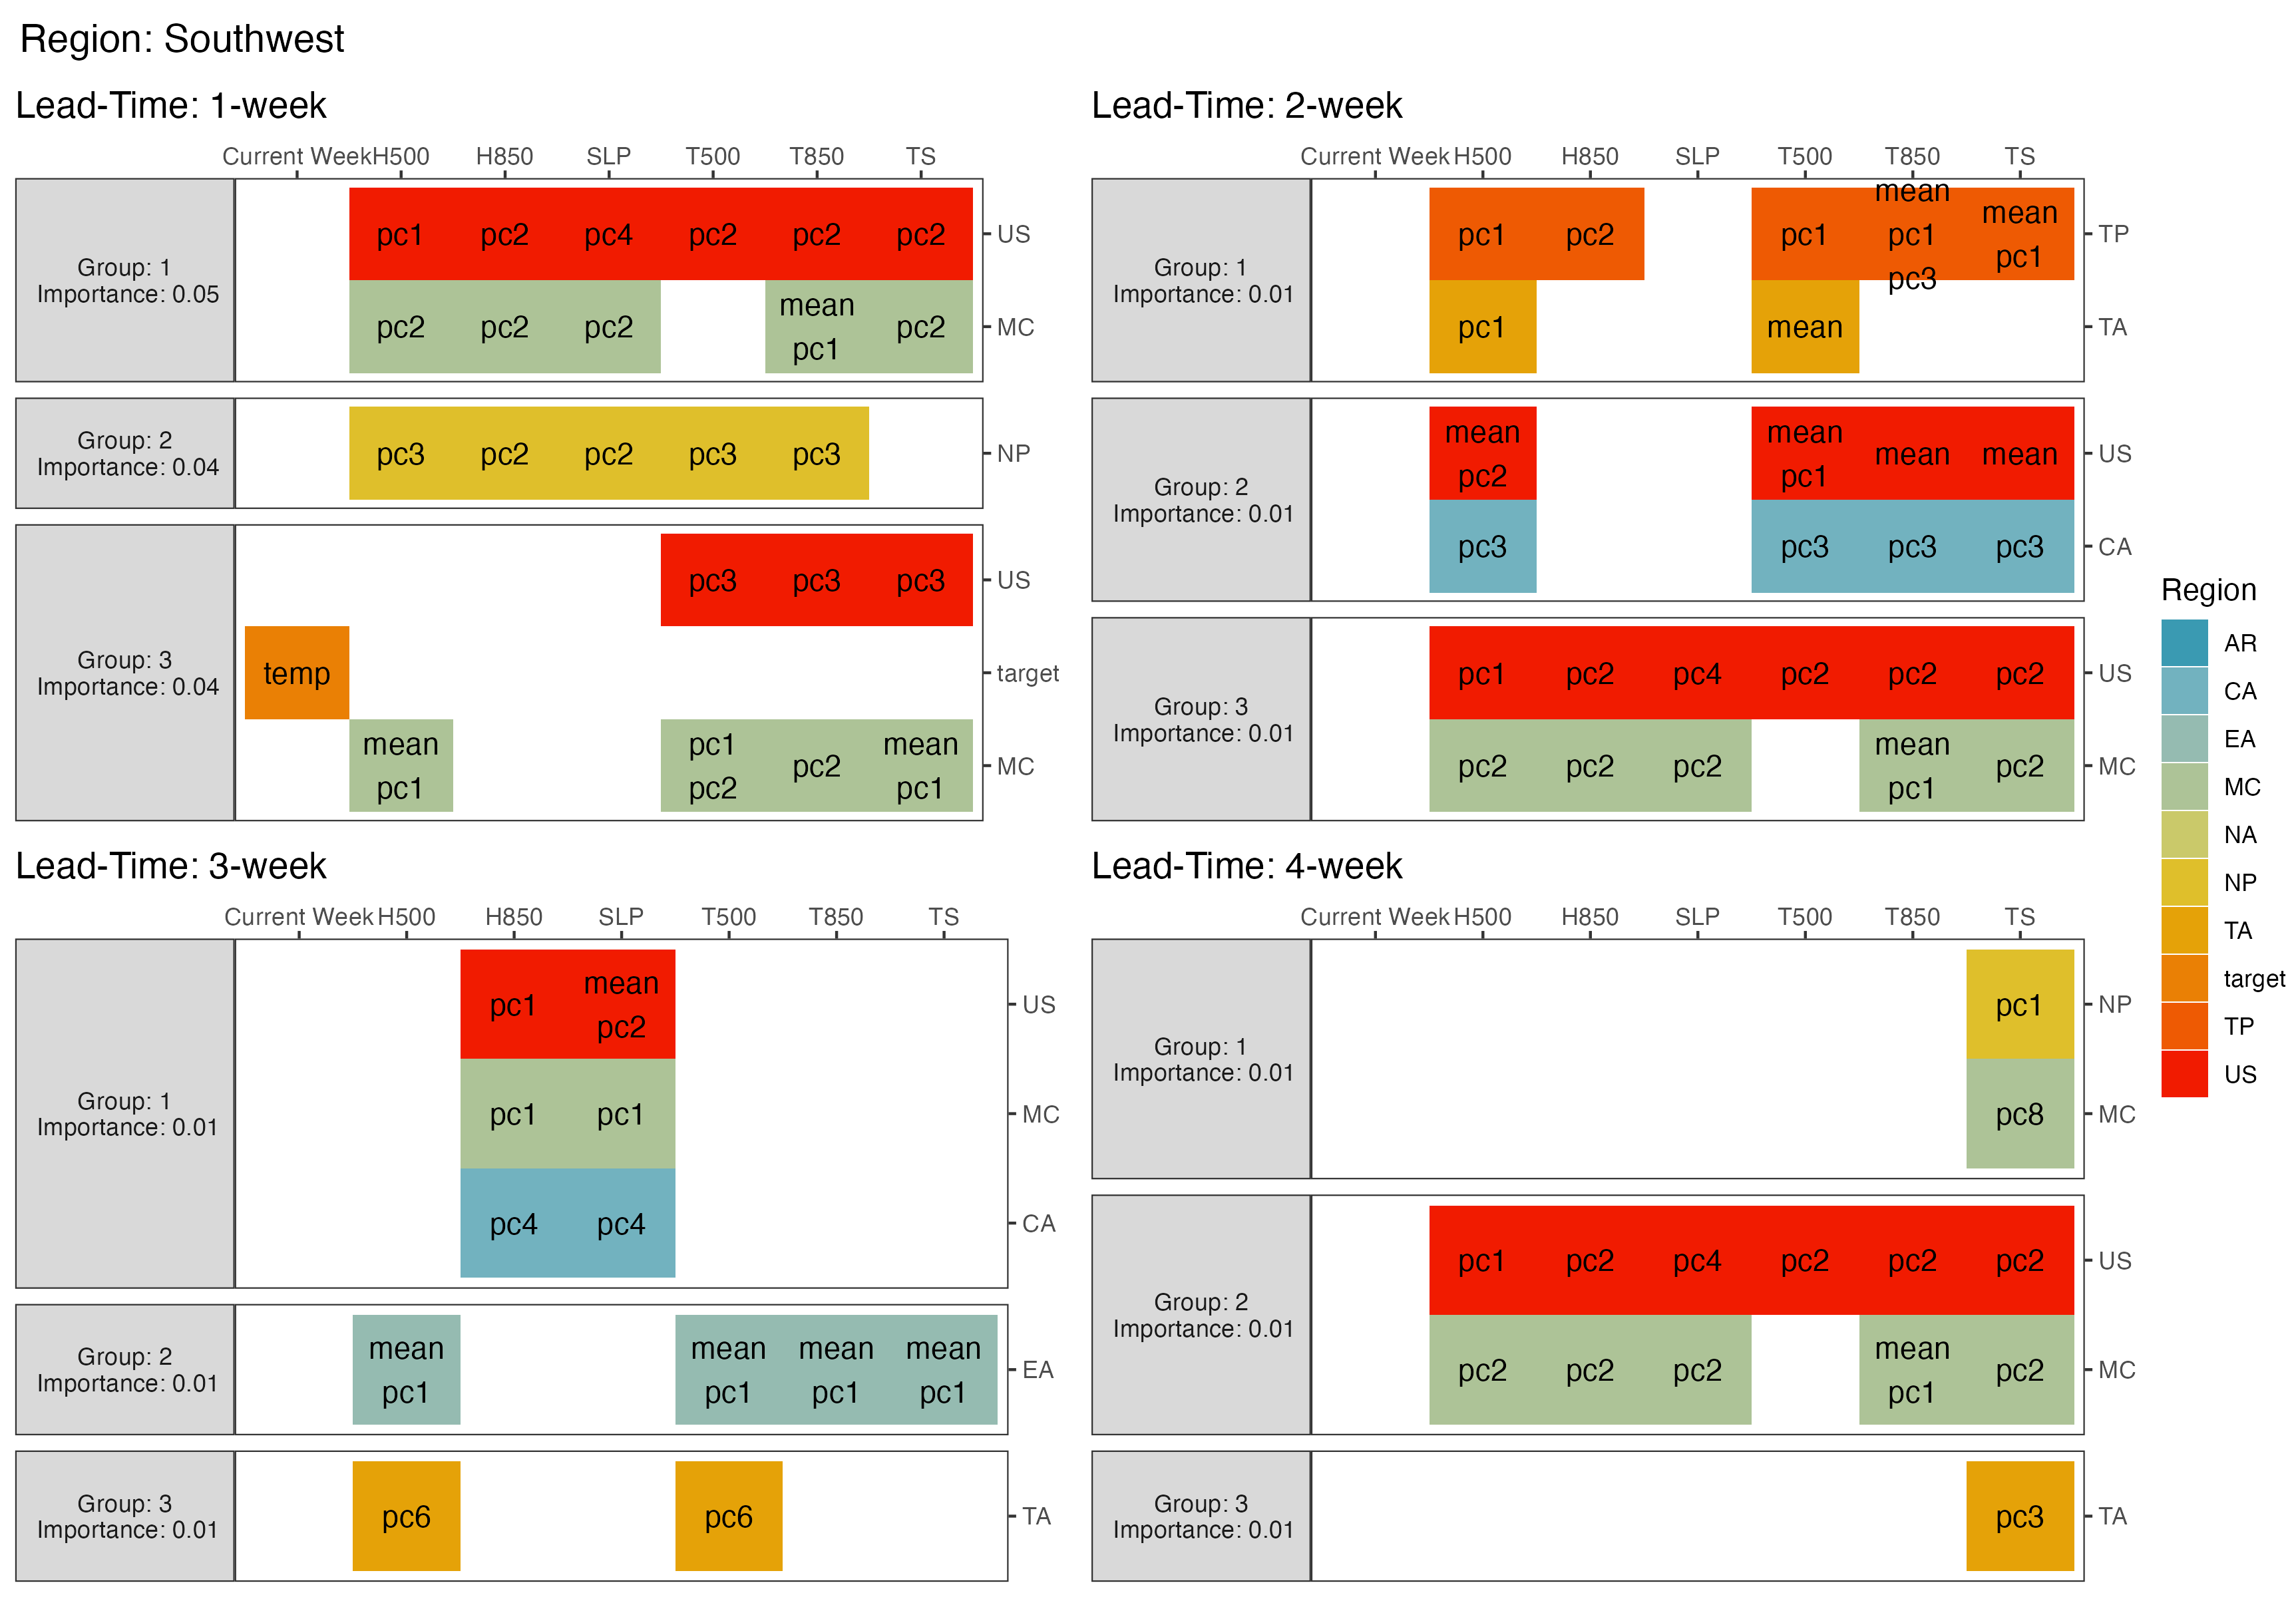 Region: Southwest
Lead-Time: 1-week
Current Week H500 H850 SLP T500 T850 TS
Group: 1
Importance: 0.05
pc1 pc2 pc4 pc2 pc2 pc2 US
pc2 pc2 pc2 mean pc2 MC
pc1
Group: 2
Importance: 0.04
pc3 pc2 pc2 pc3 pc3 NP
Group: 3
Importance: 0.04
pc3 pc3 pc3 US
temp target
mean pc1 pc2 mean MC
pc1 pc2 pc1
Lead-Time: 2-week
Current Week H500 H850 SLP T500 T850 TS
Group: 1
Importance: 0.01
mean mean
pc1 pc2 pc1 pc1 pc1 TP
pc3
pc1 mean TA
Group: 2
Importance: 0.01
mean mean mean mean US
pc2 pc1
pc3 pc3 pc3 pc3 CA
Group: 3
Importance: 0.01
pc1 pc2 pc4 pc2 pc2 pc2 US
pc2 pc2 pc2 mean pc2 MC
pc1
Lead-Time: 3-week
Current Week H500 H850 SLP T500 T850 TS
Group: 1
Importance: 0.01
pc1 mean US
pc2
pc1 pc1 MC
pc4 pc4 CA
Group: 2
Importance: 0.01
mean mean mean mean EA
pc1 pc1 pc1 pc1
Group: 3
Importance: 0.01
pc6 pc6 TA
Lead-Time: 4-week
Current Week H500 H850 SLP T500 T850 TS
Group: 1
Importance: 0.01
pc1 NP
pc8 MC
Group: 2
Importance: 0.01
pc1 pc2 pc4 pc2 pc2 pc2 US
pc2 pc2 pc2 mean pc2 MC
pc1
Group: 3
Importance: 0.01
pc3 TA
Region
AR
CA
EA
MC
NA
NP
TA
target
TP
US